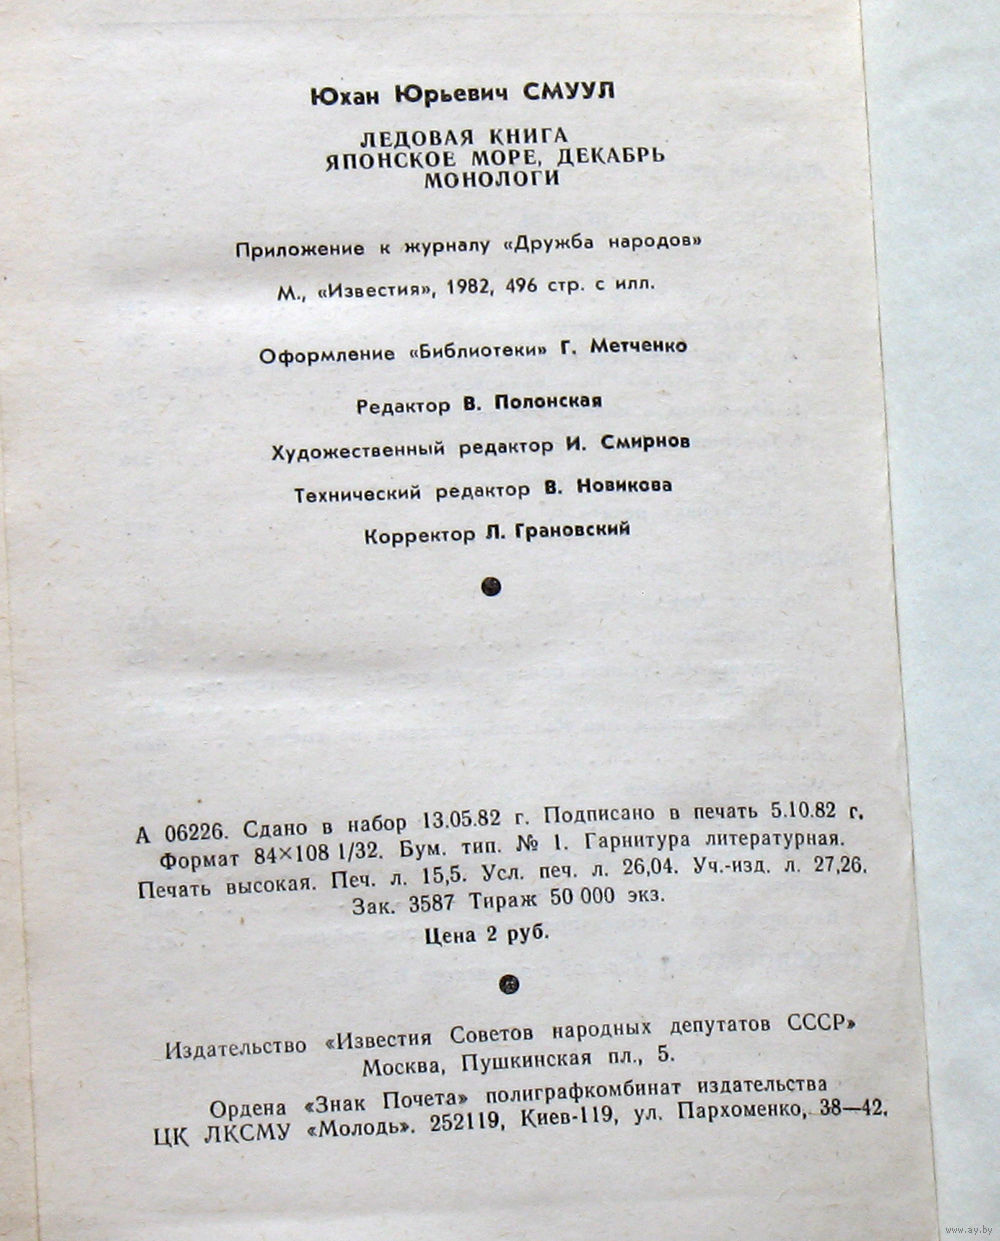 Юхан Юрьевич СМУУЛ
ЛЕДОВАЯ КНИГА
ЯПОНСКОЕ МОРЕ, ДЕКАБРЬ
МОНОЛОГИ
Приложение к журналу «Дружба народов»
М., «Известия», 1982, 496 стр. с илл.
Оформление «Библиотеки» Г. Метченко
Редактор В. Полонская
Художественный редактор И. Смирнов
Технический редактор В. Новикова
Корректор Л. Грановский
А 06226. Сдано в набор 13.05.82 г. Подписано в печать 5.10.82 г.
Формат 84×108 1/32. Бум. тип. № 1. Гарнитура литературная.
Печать высокая. Печ. л. 15,5. Усл. печ. л. 26,04. Уч.-изд. л. 27,26.
Зак. 3587 Тираж 50 000 экз.
Цена 2 руб.
Издательство «Известия Советов народных депутатов СССР»
Москва, Пушкинская пл., 5.
Ордена «Знак Почета» полиграфкомбинат издательства
ЦК ЛКСМУ «Молодь». 252119, Киев-119, ул. Пархоменко, 38—42.
www.ay.by